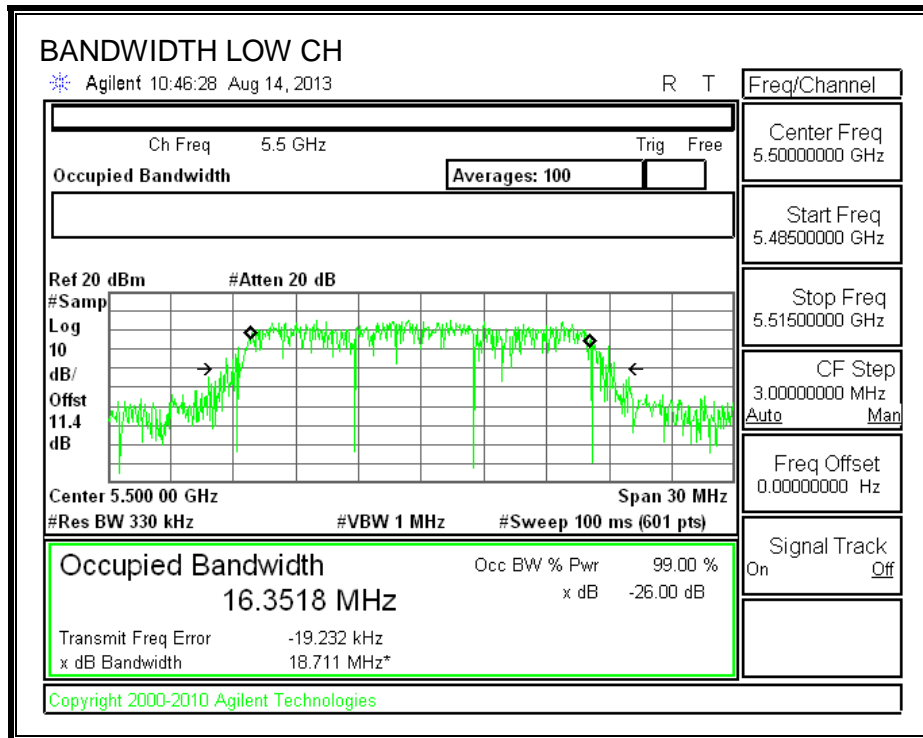 BANDWIDTH LOW CH
Agilent 10:46:28 Aug 14, 2013 R T
Freq/Channel
Ch Freq 5.5 GHz Trig Free
Occupied Bandwidth Averages: 100
Center Freq
5.50000000 GHz
Start Freq
5.48500000 GHz
Stop Freq
5.51500000 GHz
CF Step
3.00000000 MHz
Auto Man
Freq Offset
0.00000000 Hz
Signal Track
On Off
Ref 20 dBm #Atten 20 dB
#Samp
Log
10
dB/
Offst
11.4
dB
Center 5.500 00 GHz Span 30 MHz
#Res BW 330 kHz #VBW 1 MHz #Sweep 100 ms (601 pts)
Occupied Bandwidth Occ BW % Pwr 99.00 %
16.3518 MHz x dB -26.00 dB
Transmit Freq Error -19.232 kHz
x dB Bandwidth 18.711 MHz*
Copyright 2000-2010 Agilent Technologies